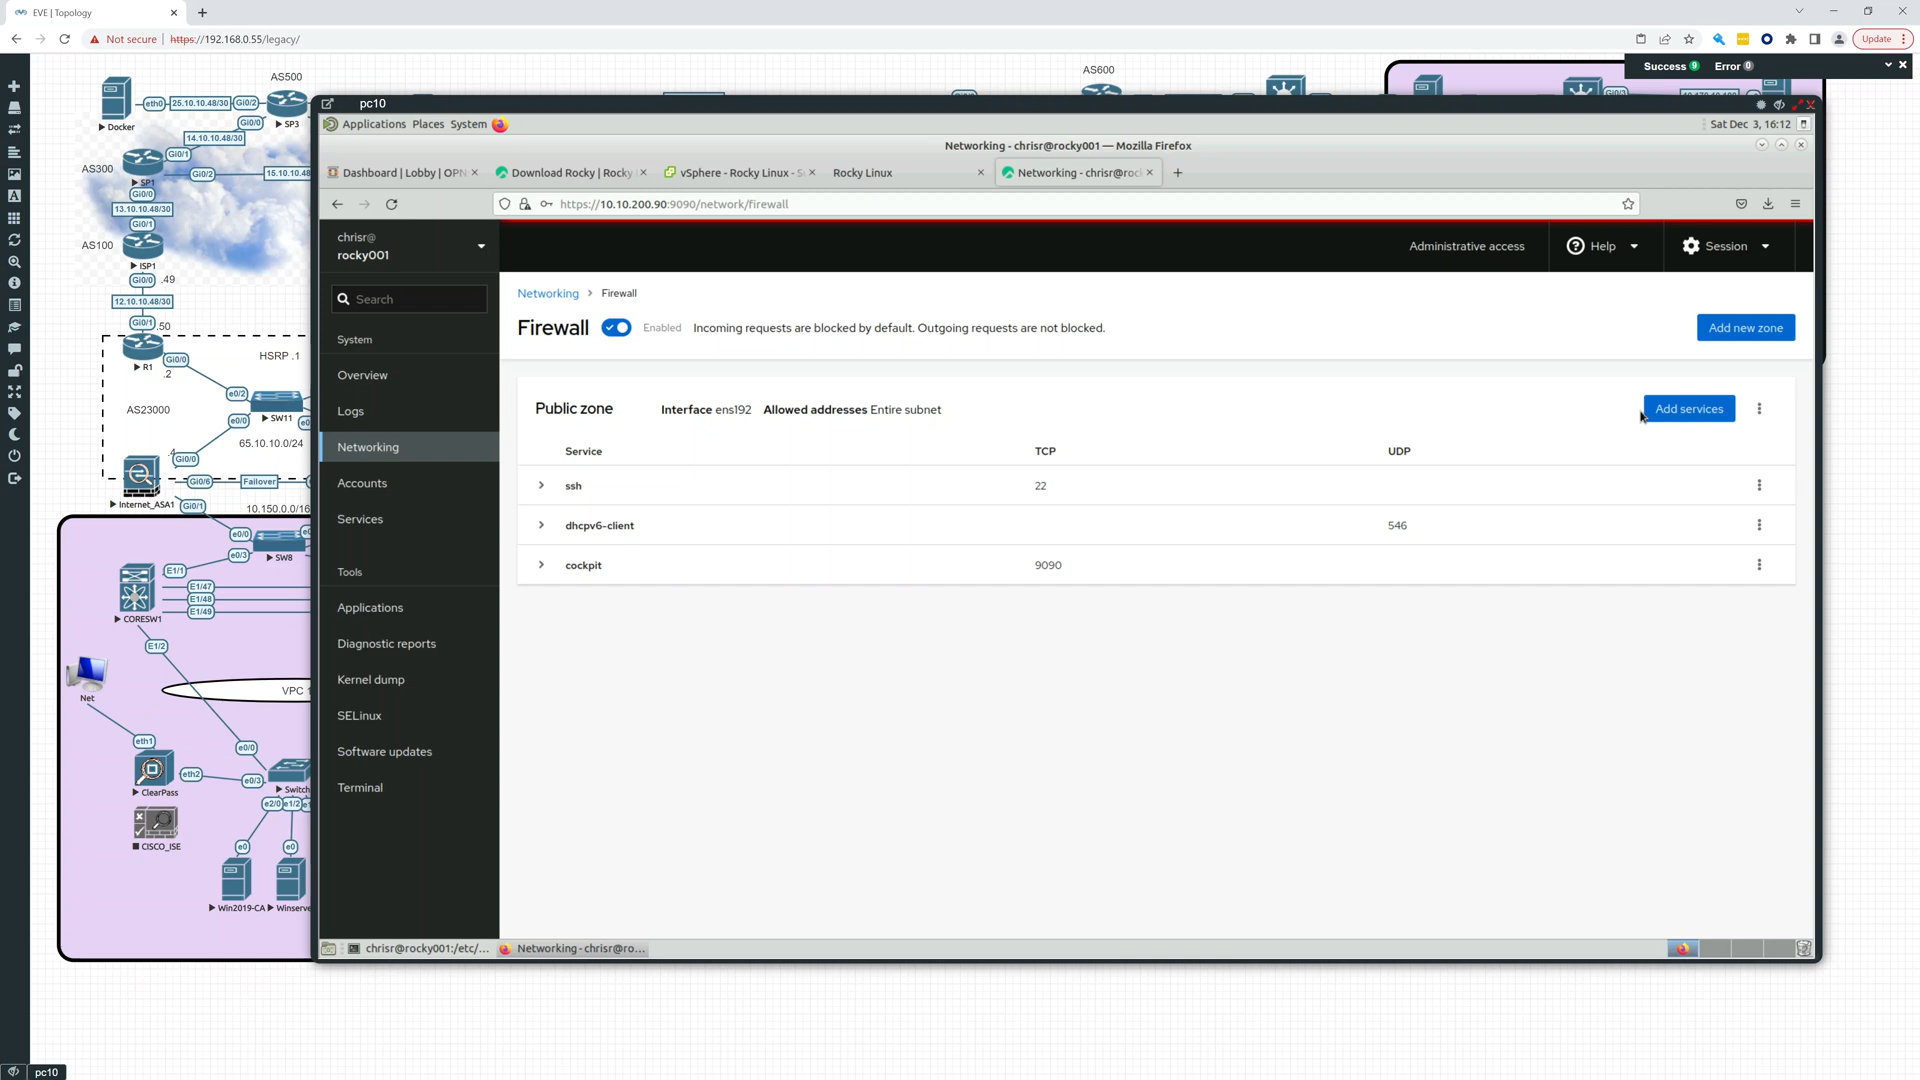 EVE | Topology
Not secure
https://192.168.0.55/legacy/
Update
Success 9
Error 0
AS500
AS600
Docker
eth0
25.10.10.48/30
Gi0/2
SP3
Gi0/0
14.10.10.48/30
Gi0/1
AS300
Gi0/2
15.10.10.48
SP1
Gi0/0
13.10.10.48/30
Gi0/1
AS100
ISP1
Gi0/0
.49
12.10.10.48/30
Gi0/1
.50
HSRP .1
Gi0/0
R1
.2
e0/2
AS23000
SW11
e0/0
65.10.10.0/24
.4
Gi0/0
Gi0/6
Failover
Internet_ASA1
Gi0/1
10.150.0.0/16
e0/0
e0/3
SW8
E1/1
E1/47
E1/48
E1/49
CORESW1
E1/2
VPC 1
Net
eth1
e0/0
eth2
e0/3
ClearPass
Switch
e2/0
e1/2
CISCO_ISE
e0
e0
Win2019-CA
Winserve
Gi0/3
pc10
Applications
Places
System
Sat Dec 3, 16:12
Networking - chrisr@rocky001 — Mozilla Firefox
Dashboard | Lobby | OPN
Download Rocky | Rocky
vSphere - Rocky Linux - S
Rocky Linux
Networking - chrisr@roc
https://10.10.200.90:9090/network/firewall
chrisr@
rocky001
Administrative access
Help
Session
Search
System
Overview
Logs
Networking
Accounts
Services
Tools
Applications
Diagnostic reports
Kernel dump
SELinux
Software updates
Terminal
Networking
Firewall
Firewall
Enabled
Incoming requests are blocked by default. Outgoing requests are not blocked.
Add new zone
Public zone
Interface ens192
Allowed addresses Entire subnet
Add services
Service
TCP
UDP
ssh
22
dhcpv6-client
546
cockpit
9090
chrisr@rocky001:/etc/...
Networking - chrisr@ro...
pc10